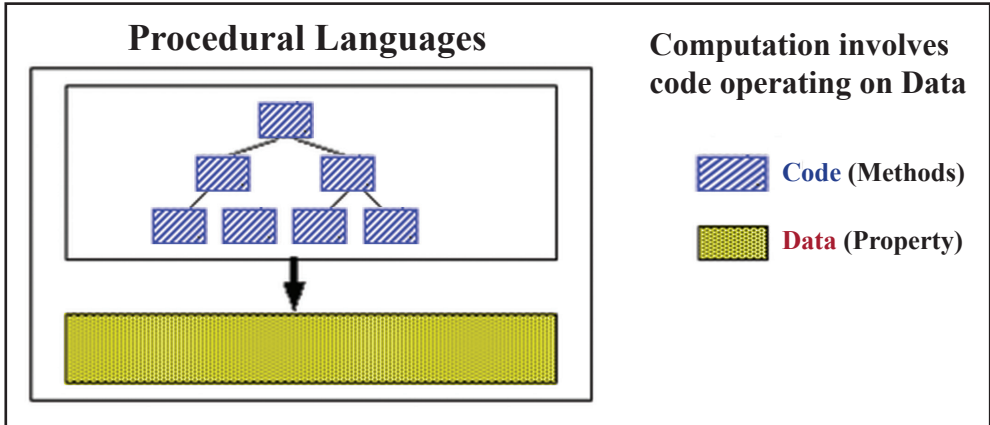 Procedural Languages
Computation involves
code operating on Data
Code (Methods)
Data (Property)